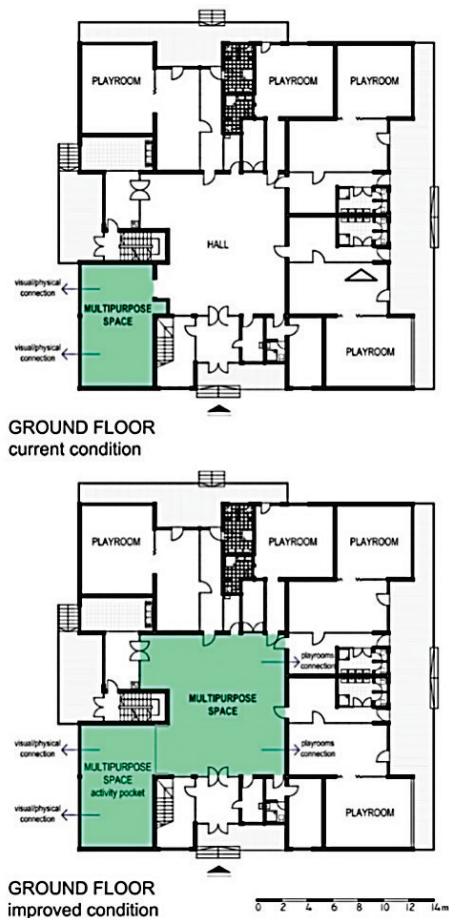 PLAYROOM
PLAYROOM
PLAYROOM
HALL
visual/physical
connection
MULTIPURPOSE
SPACE
visual/physical
connection
PLAYROOM
GROUND FLOOR
current condition
PLAYROOM
PLAYROOM
PLAYROOM
playrooms
connection
MULTIPURPOSE
SPACE
visual/physical
connection
playrooms
connection
MULTIPURPOSE
SPACE
activity pocket
visual/physical
connection
PLAYROOM
GROUND FLOOR
improved condition
0 2 4 6 8 10 12 14m